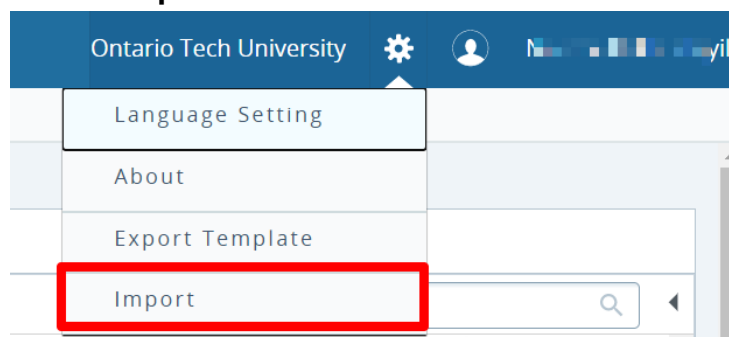 Ontario Tech University
Language Setting
About
Export Template
Import